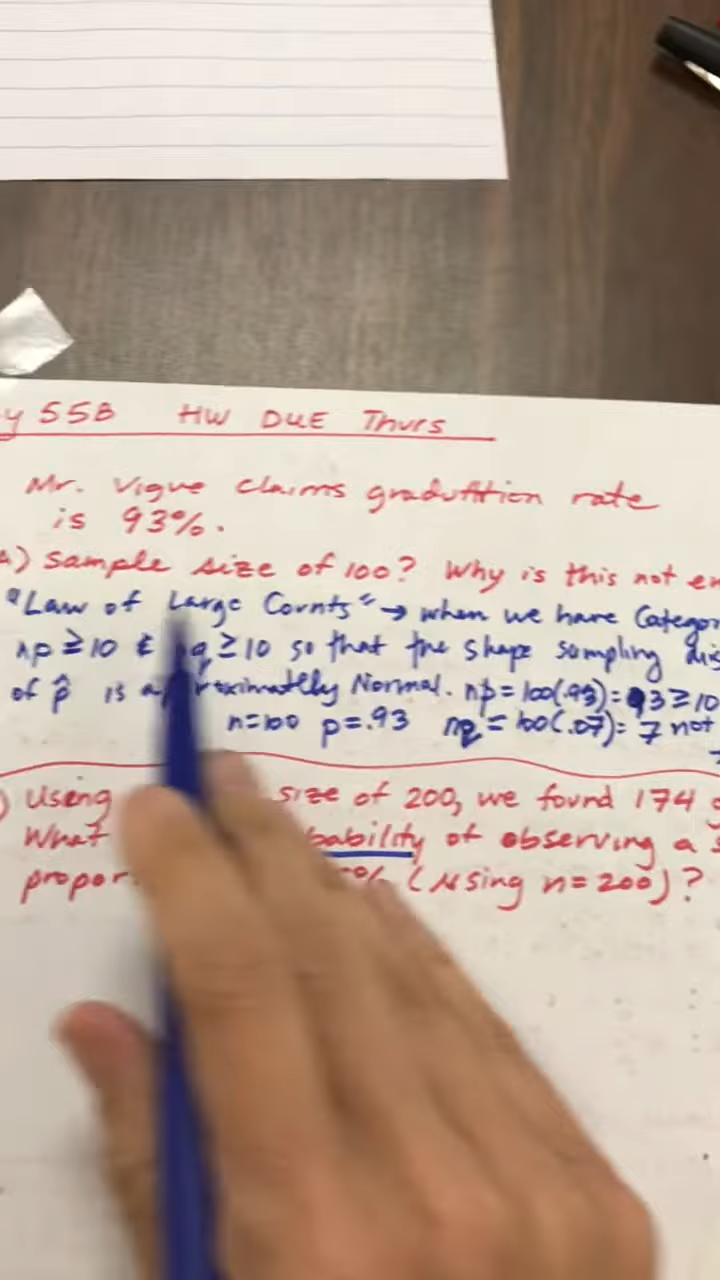 y 55B HW DUE Thurs
Mr. Vigue claims graduation rate
is 93%.
A) Sample size of 100? Why is this not en
"Law of Large Counts" → when we have Categor
np ≥ 10 & nq ≥ 10 so that the shape sampling dis
of p̂ is approximatelly Normal. np = 100(.93) = 93 ≥ 10
n=100 p=.93 nq = 100(.07) = 7 not
) Using size of 200, we found 174 g
What bability of observing a s
propor % (using n=200)?